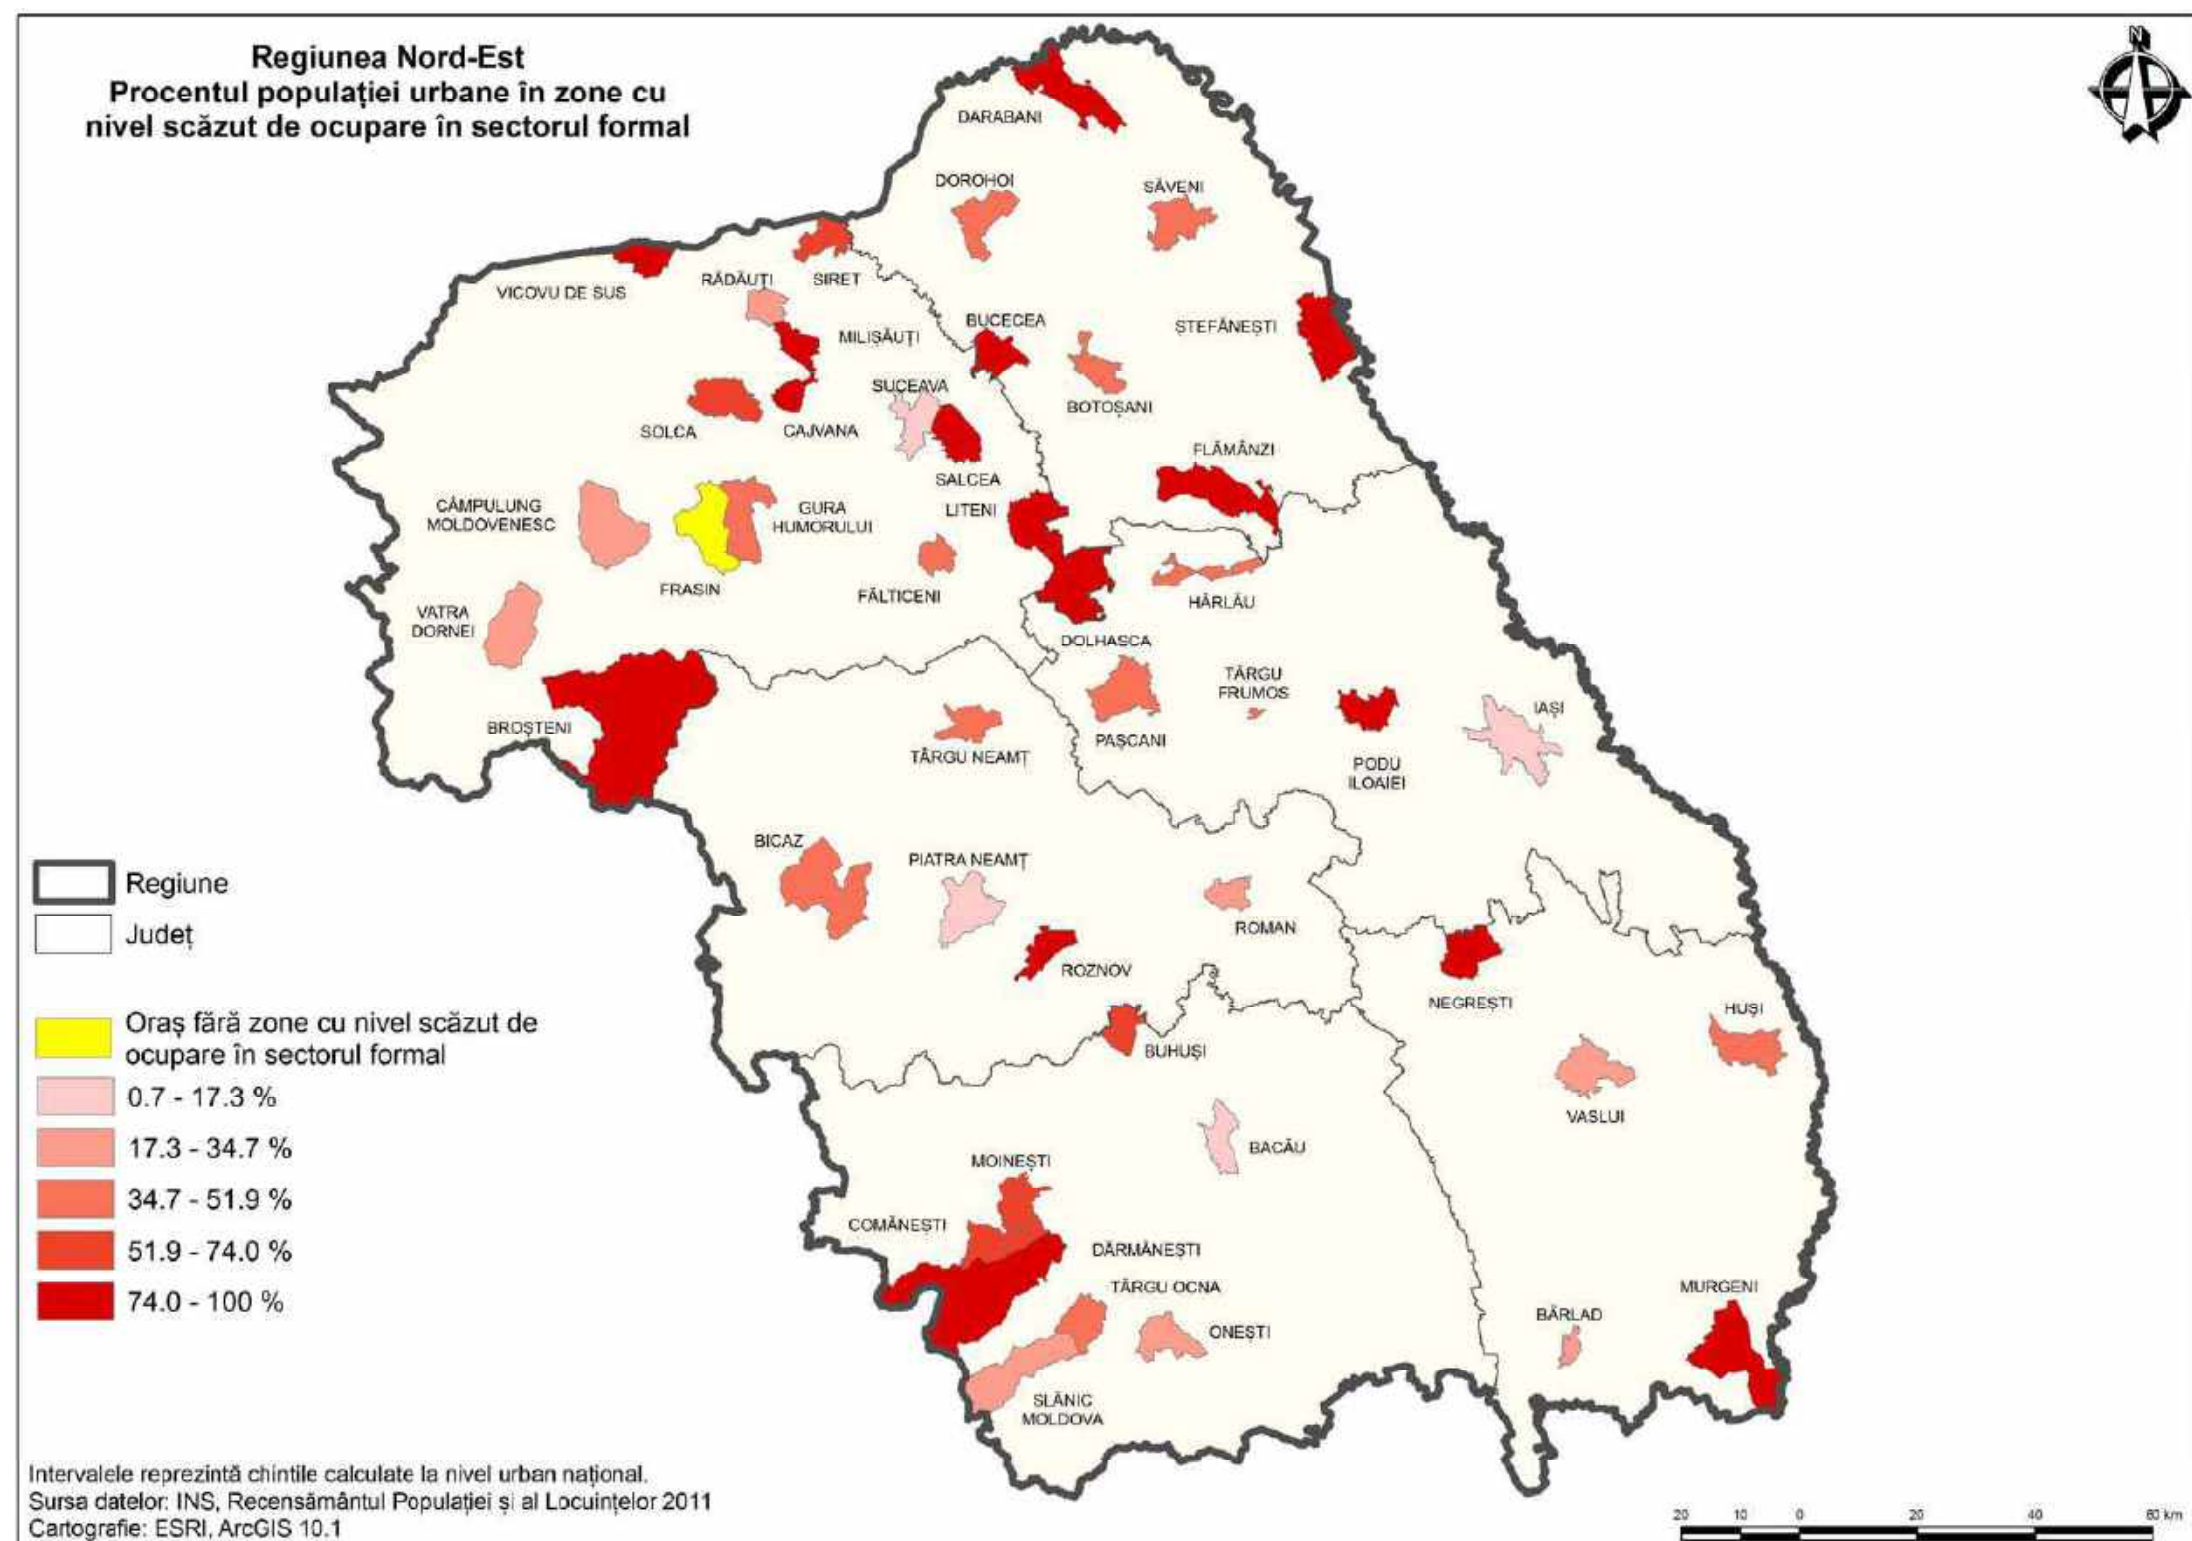 Regiunea Nord-Est
Procentul populației urbane în zone cu
nivel scăzut de ocupare în sectorul formal
N
DARABANI
DOROHOI
SĂVENI
VICOVU DE SUS
RĂDĂUȚI
SIRET
MILIȘĂUȚI
BUCECEA
ȘTEFĂNEȘTI
SUCEAVA
BOTOȘANI
SOLCA
CAJVANA
FLĂMÂNZI
SALCEA
CÂMPULUNG
MOLDOVENESC
GURA
HUMORULUI
LITENI
FRASIN
FĂLTICENI
HÂRLĂU
VATRA
DORNEI
DOLHASCA
TÂRGU
FRUMOS
IAȘI
BROȘTENI
TÂRGU NEAMȚ
PAȘCANI
PODU
ILOAIEI
BICAZ
PIATRA NEAMȚ
ROMAN
ROZNOV
NEGREȘTI
HUȘI
BUHUȘI
VASLUI
BACĂU
MOINEȘTI
COMĂNEȘTI
DĂRMĂNEȘTI
TÂRGU OCNA
MURGENI
BÂRLAD
ONEȘTI
SLĂNIC
MOLDOVA
Regiune
Județ
Oraș fără zone cu nivel scăzut de
ocupare în sectorul formal
0.7 - 17.3 %
17.3 - 34.7 %
34.7 - 51.9 %
51.9 - 74.0 %
74.0 - 100 %
Intervalele reprezintă chintile calculate la nivel urban național.
Sursa datelor: INS, Recensământul Populației și al Locuințelor 2011
Cartografie: ESRI, ArcGIS 10.1
20 10 0 20 40 60 km